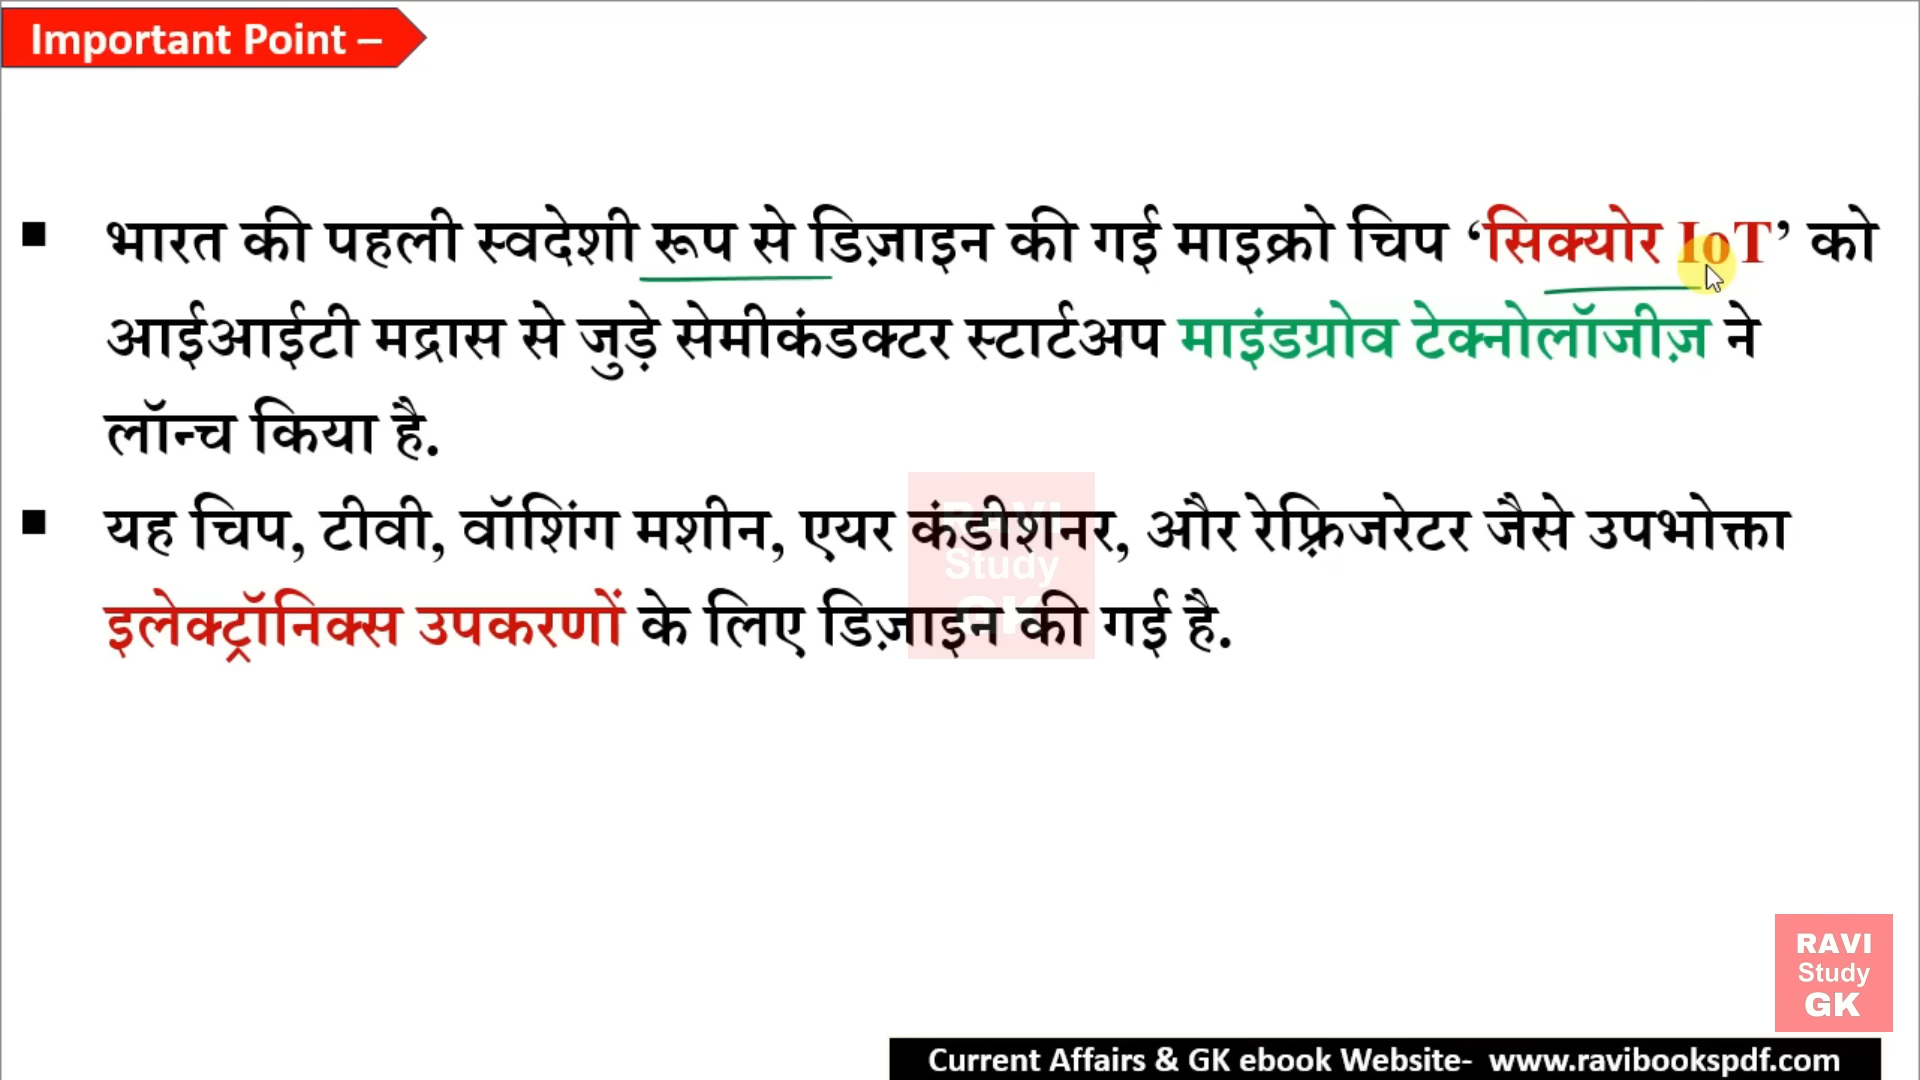 Important Point –
▪ भारत की पहली स्वदेशी रूप से डिज़ाइन की गई माइक्रो चिप ‘सिक्योर IoT’ को
आईआईटी मद्रास से जुड़े सेमीकंडक्टर स्टार्टअप माइंडग्रोव टेक्नोलॉजीज़ ने
लॉन्च किया है.
▪ यह चिप, टीवी, वॉशिंग मशीन, एयर कंडीशनर, और रेफ़्रिजरेटर जैसे उपभोक्ता
इलेक्ट्रॉनिक्स उपकरणों के लिए डिज़ाइन की गई है.
RAVI
Study
GK
RAVI
Study
GK
Current Affairs & GK ebook Website- www.ravibookspdf.com